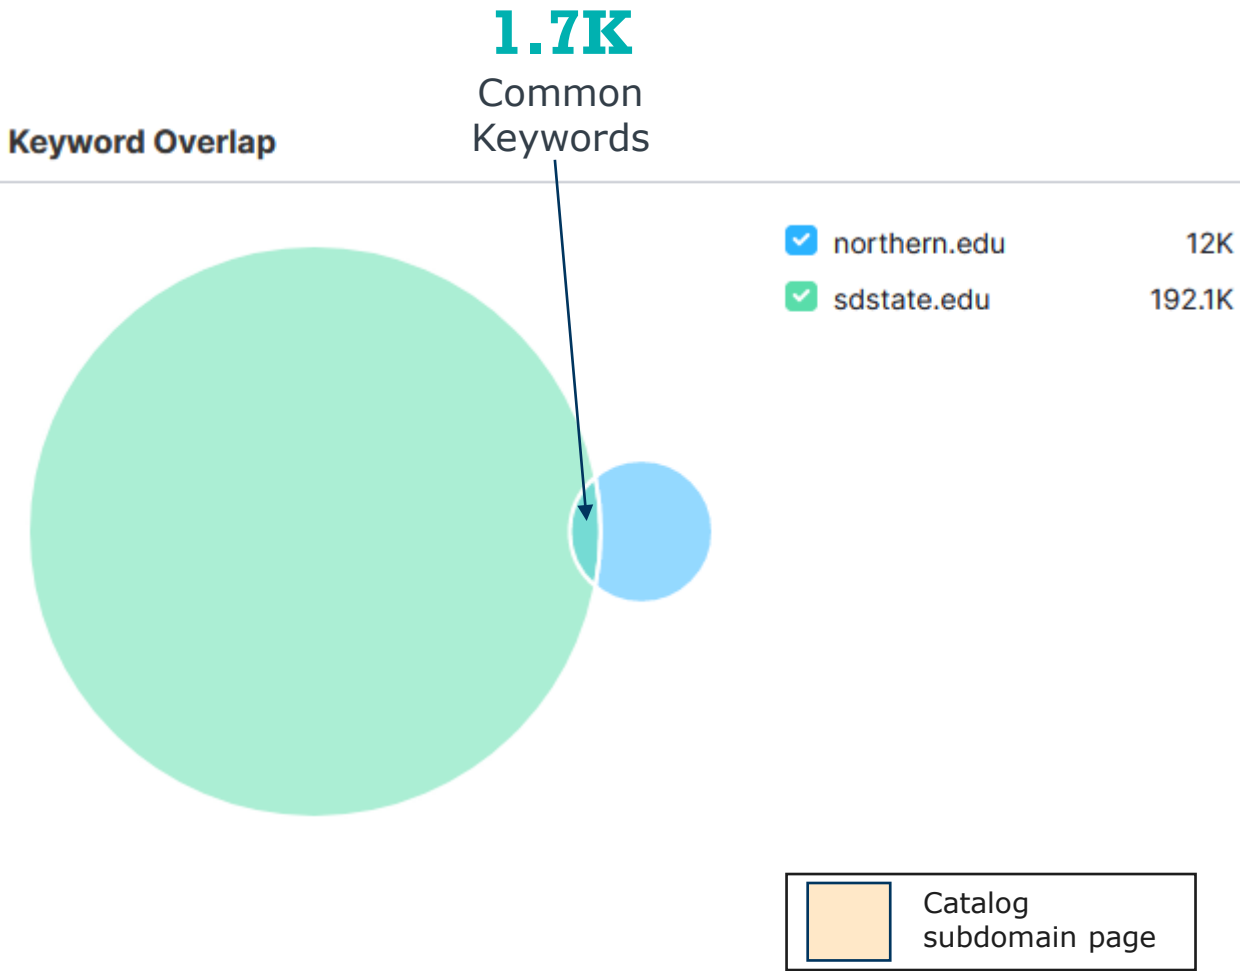 1.7K
Common
Keywords
Keyword Overlap
northern.edu 12K
sdstate.edu 192.1K
Catalog
subdomain page